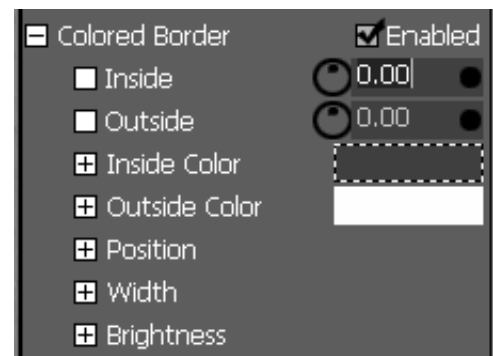 Colored Border Enabled
Inside 0.00
Outside 0.00
Inside Color
Outside Color
Position
Width
Brightness